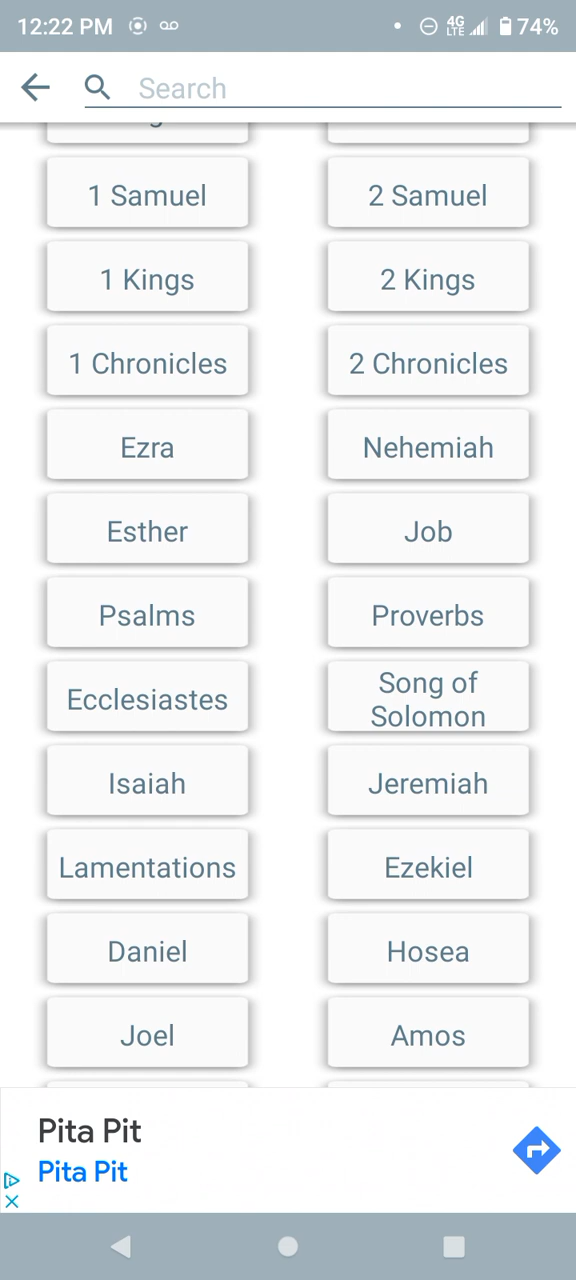 12:22 PM 4G LTE 74%
Search
1 Samuel 2 Samuel
1 Kings 2 Kings
1 Chronicles 2 Chronicles
Ezra Nehemiah
Esther Job
Psalms Proverbs
Ecclesiastes Song of Solomon
Isaiah Jeremiah
Lamentations Ezekiel
Daniel Hosea
Joel Amos
Pita Pit
Pita Pit